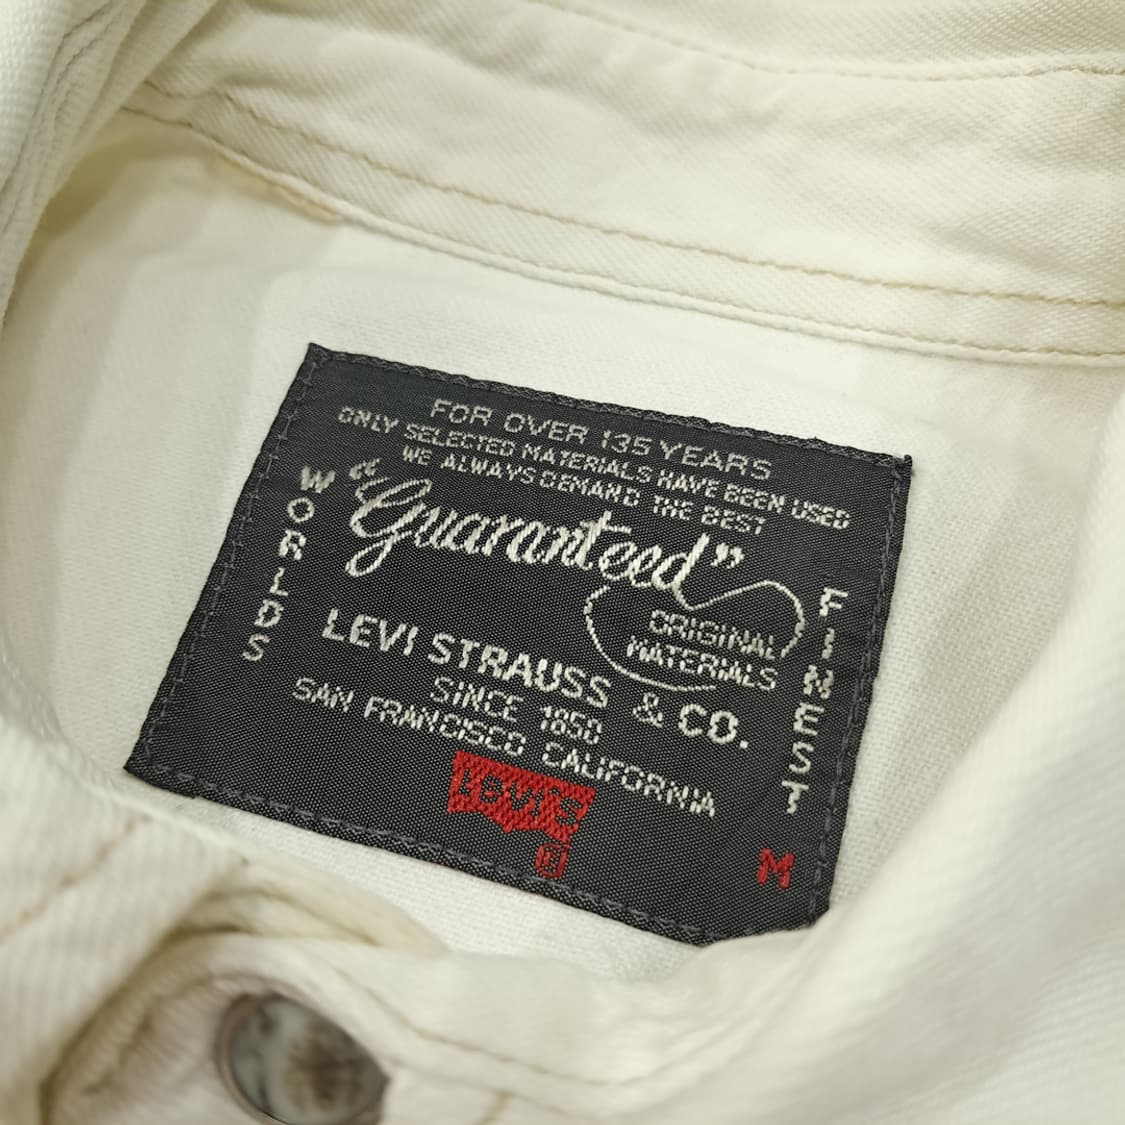 FOR OVER 135 YEARS
ONLY SELECTED MATERIALS HAVE BEEN USED
WE ALWAYS DEMAND THE BEST
WORLDS
"Guaranteed"
ORIGINAL
MATERIALS
FINEST
LEVI STRAUSS & CO.
SINCE 1850
SAN FRANCISCO CALIFORNIA
LEVI'S
®
M